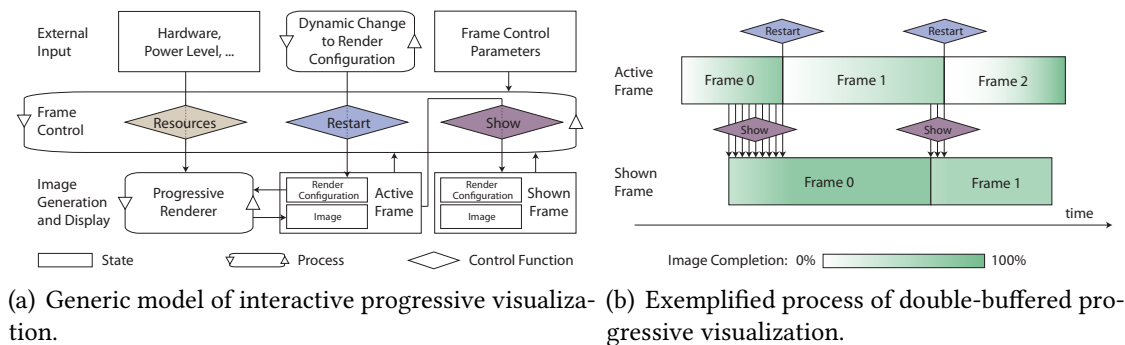 External
Input
Hardware,
Power Level, ...
Dynamic Change
to Render
Configuration
Frame Control
Parameters
Frame
Control
Resources
Restart
Show
Image
Generation
and Display
Progressive
Renderer
Render
Configuration
Image
Active
Frame
Render
Configuration
Image
Shown
Frame
State
Process
Control Function
(a) Generic model of interactive progressive visualiza-
tion.
Restart
Restart
Active
Frame
Frame 0
Frame 1
Frame 2
Show
Show
Shown
Frame
Frame 0
Frame 1
time
Image Completion: 0%
100%
(b) Exemplified process of double-buffered pro-
gressive visualization.